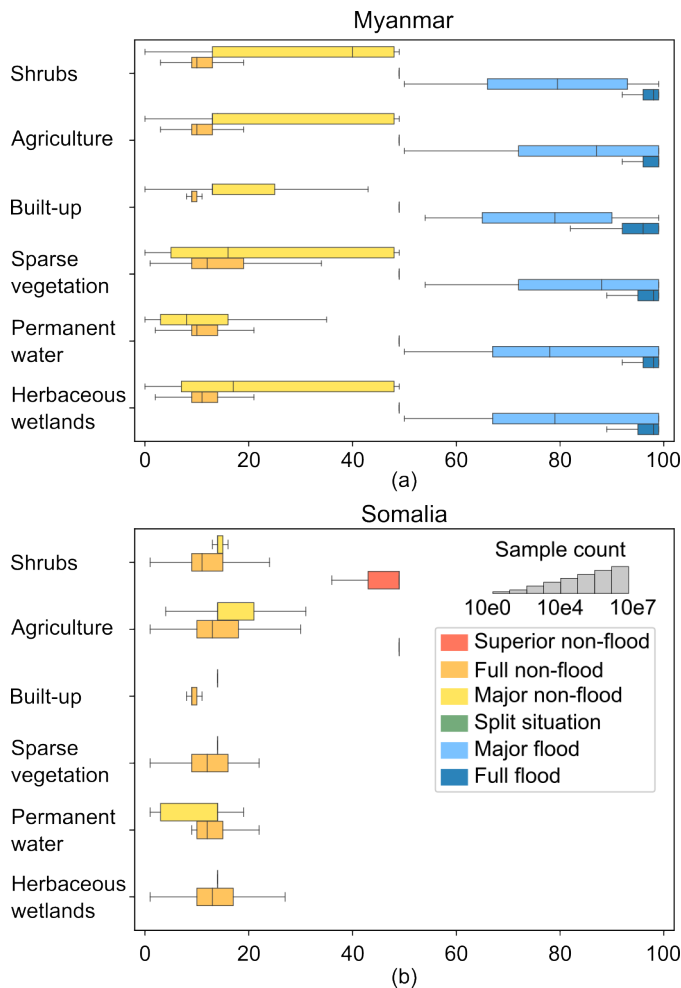 Myanmar
Shrubs
Agriculture
Built-up
Sparse
vegetation
Permanent
water
Herbaceous
wetlands
0 20 40 60 80 100
(a)
Somalia
Shrubs
Agriculture
Built-up
Sparse
vegetation
Permanent
water
Herbaceous
wetlands
Sample count
10e0 10e4 10e7
Superior non-flood
Full non-flood
Major non-flood
Split situation
Major flood
Full flood
0 20 40 60 80 100
(b)